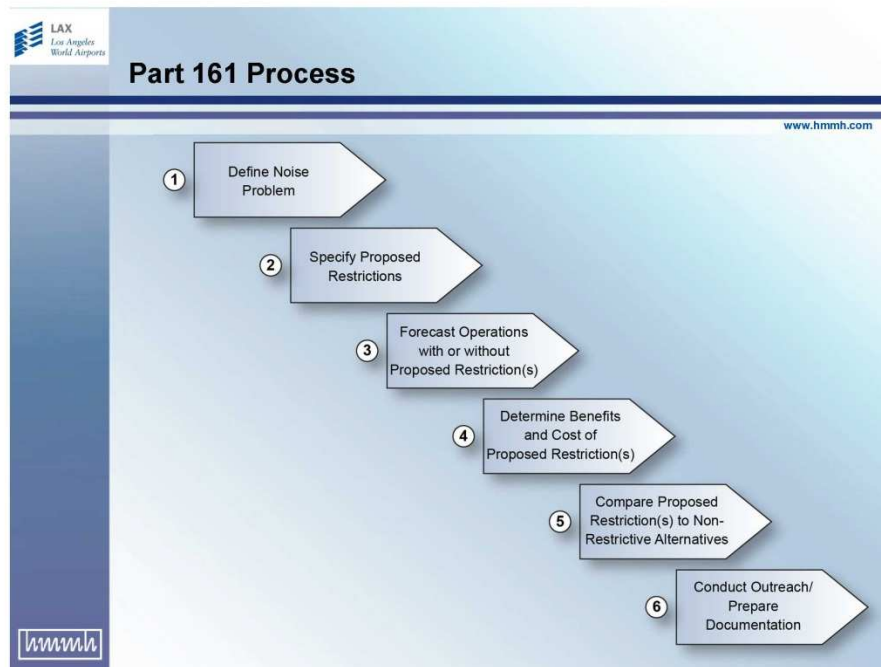 LAX
Los Angeles
World Airports
Part 161 Process
www.hmmh.com
1
Define Noise
Problem
2
Specify Proposed
Restrictions
3
Forecast Operations
with or without
Proposed Restriction(s)
4
Determine Benefits
and Cost of
Proposed Restriction(s)
5
Compare Proposed
Restriction(s) to Non-
Restrictive Alternatives
6
Conduct Outreach/
Prepare
Documentation
hmmh